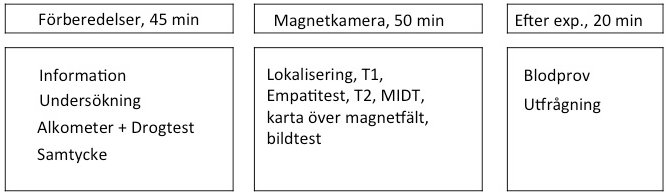 Förberedelser, 45 min
Information
Undersökning
Alkometer + Drogtest
Samtycke
Magnetkamera, 50 min
Lokalisering, T1,
Empatitest, T2, MIDT,
karta över magnetfält,
bildtest
Efter exp., 20 min
Blodprov
Utfrågning